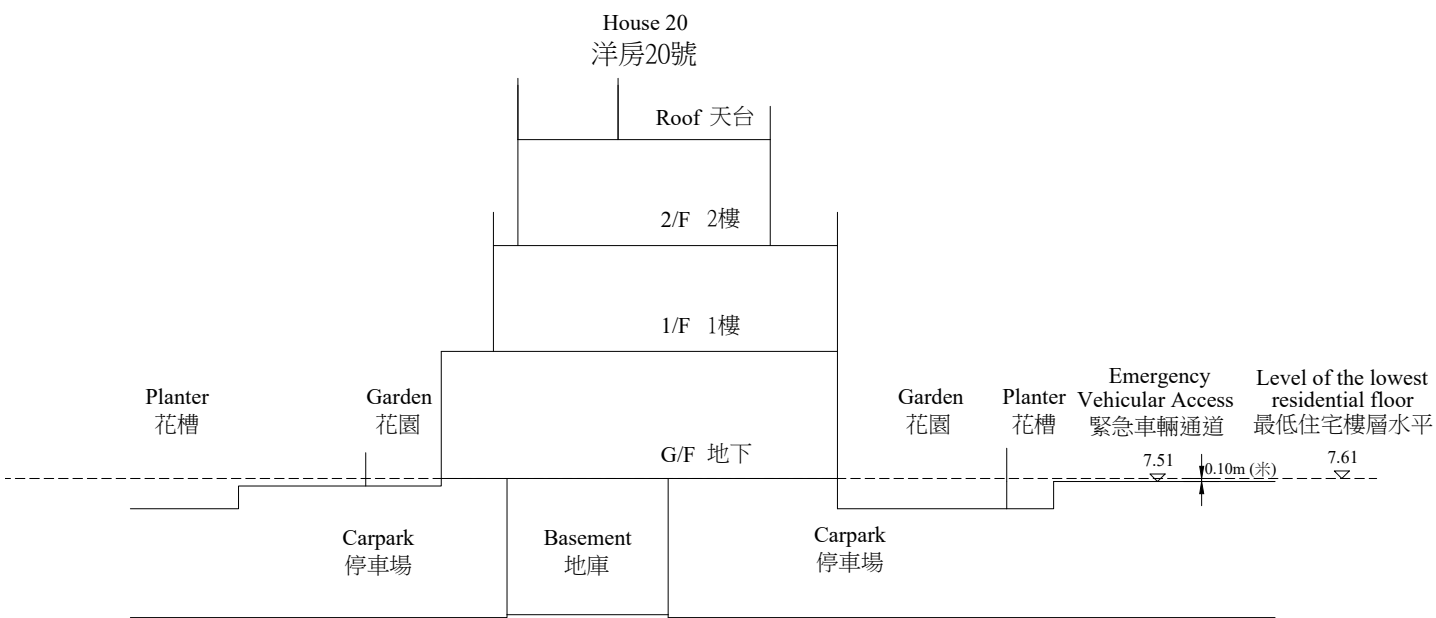 House 20
洋房20號
Roof 天台
2/F 2樓
1/F 1樓
Planter
花槽
Garden
花園
G/F 地下
Garden
花園
Planter
花槽
Emergency
Vehicular Access
緊急車輛通道
Level of the lowest
residential floor
最低住宅樓層水平
7.51
0.10m (米)
7.61
Carpark
停車場
Basement
地庫
Carpark
停車場